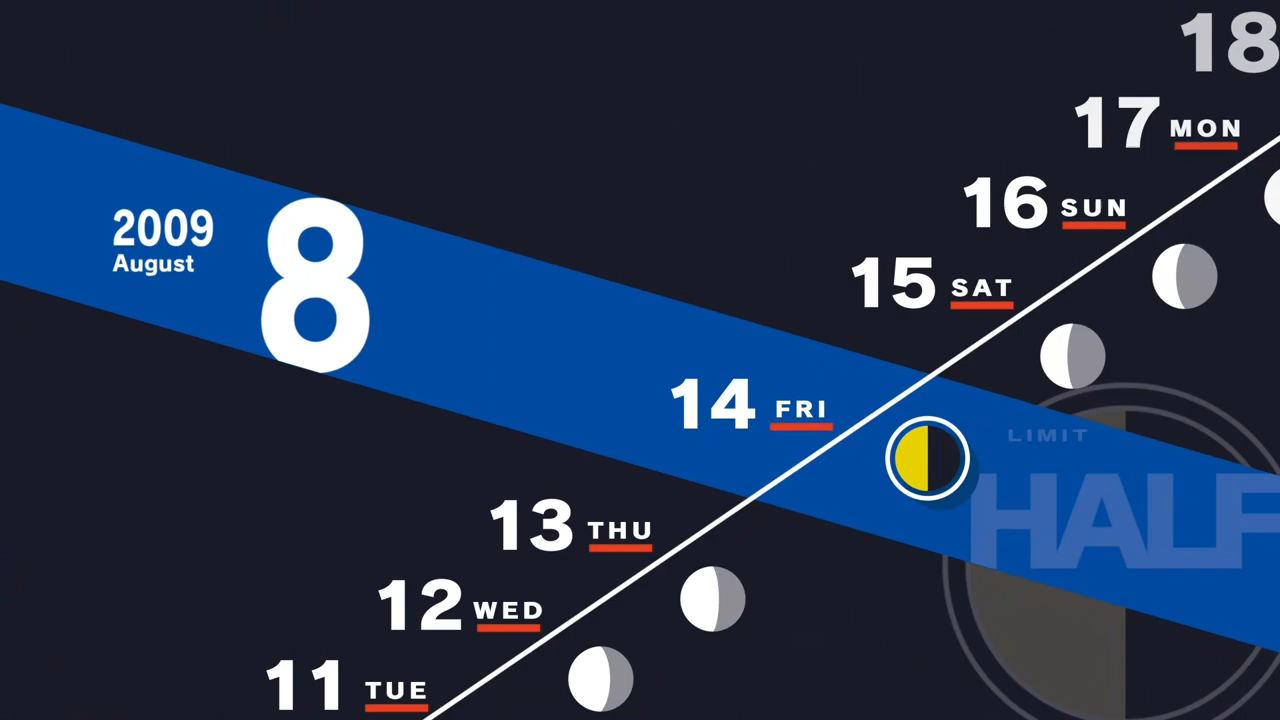 18
17 MON
16 SUN
15 SAT
2009
August
8
14 FRI
LIMIT
HALF
13 THU
12 WED
11 TUE